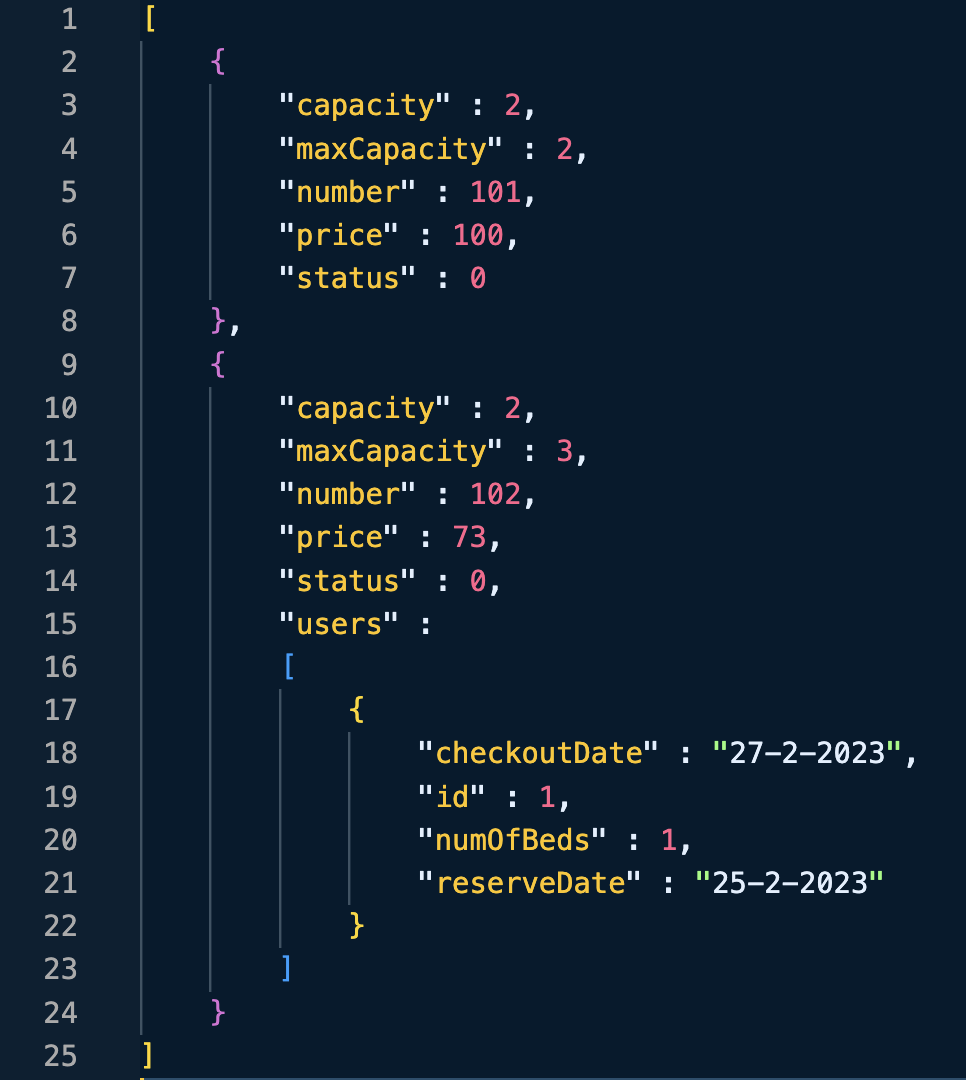 1 [
2 {
3 "capacity" : 2,
4 "maxCapacity" : 2,
5 "number" : 101,
6 "price" : 100,
7 "status" : 0
8 },
9 {
10 "capacity" : 2,
11 "maxCapacity" : 3,
12 "number" : 102,
13 "price" : 73,
14 "status" : 0,
15 "users" :
16 [
17 {
18 "checkoutDate" : "27-2-2023",
19 "id" : 1,
20 "numOfBeds" : 1,
21 "reserveDate" : "25-2-2023"
22 }
23 ]
24 }
25 ]